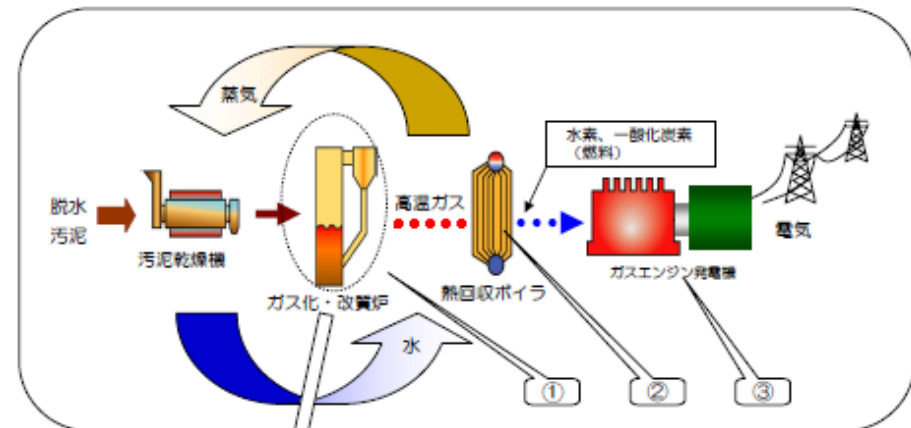 蒸気
水素、一酸化炭素
（燃料）
脱水
汚泥
高温ガス
電気
汚泥乾燥機
ガスエンジン発電機
ガス化・改質炉
熱回収ボイラ
水
①
②
③